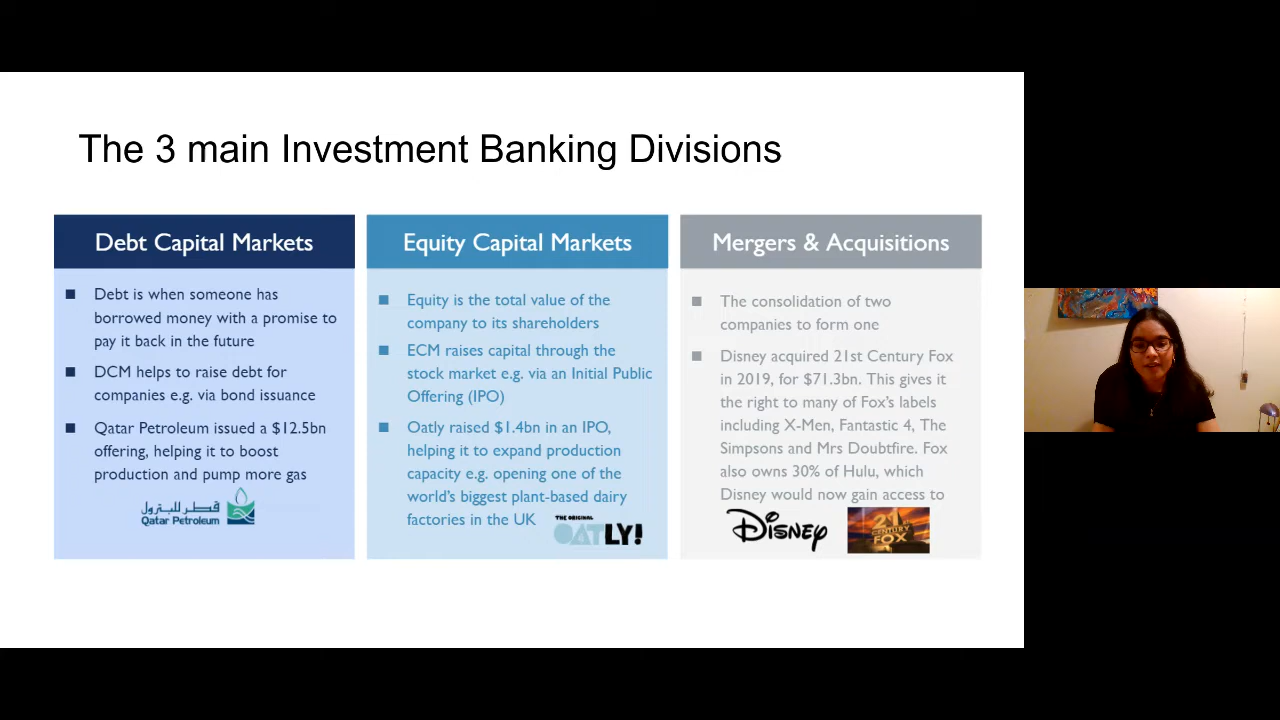 The 3 main Investment Banking Divisions
Debt Capital Markets
Debt is when someone has
borrowed money with a promise to
pay it back in the future
DCM helps to raise debt for
companies e.g. via bond issuance
Qatar Petroleum issued a $12.5bn
offering, helping it to boost
production and pump more gas
قطر للبترول
Qatar Petroleum
Equity Capital Markets
Equity is the total value of the
company to its shareholders
ECM raises capital through the
stock market e.g. via an Initial Public
Offering (IPO)
Oatly raised $1.4bn in an IPO,
helping it to expand production
capacity e.g. opening one of the
world's biggest plant-based dairy
factories in the UK
THE ORIGINAL
OATLY!
Mergers & Acquisitions
The consolidation of two
companies to form one
Disney acquired 21st Century Fox
in 2019, for $71.3bn. This gives it
the right to many of Fox's labels
including X-Men, Fantastic 4, The
Simpsons and Mrs Doubtfire. Fox
also owns 30% of Hulu, which
Disney would now gain access to
Disney
21st
CENTURY
FOX